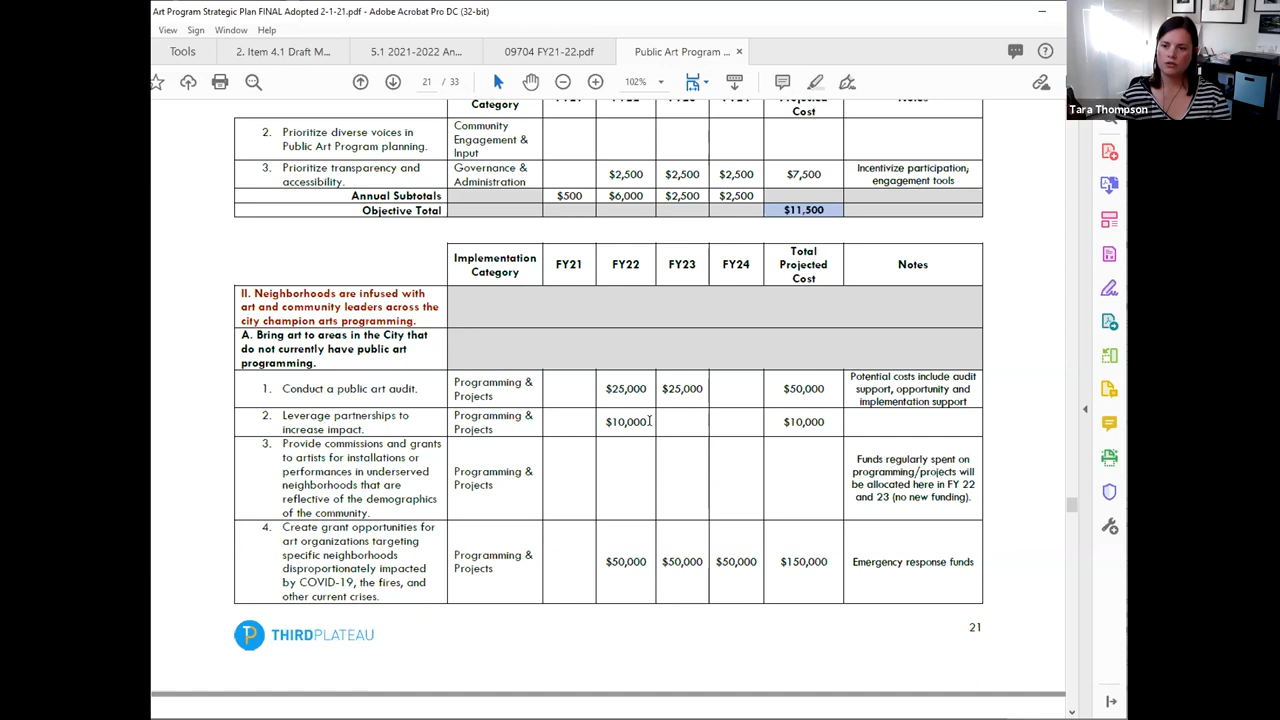 Art Program Strategic Plan FINAL Adopted 2-1-21.pdf - Adobe Acrobat Pro DC (32-bit)
View Sign Window Help
Tools 2. Item 4.1 Draft M... 5.1 2021-2022 An... 09704 FY21-22.pdf Public Art Program ... ×
21 / 33 102%
Tara Thompson
Category Cost
2. Prioritize diverse voices in
Public Art Program planning.
Community
Engagement &
Input
3. Prioritize transparency and
accessibility.
Governance &
Administration
$2,500 $2,500 $2,500 $7,500
Incentivize participation;
engagement tools
Annual Subtotals $500 $6,000 $2,500 $2,500
Objective Total $11,500
Implementation
Category
FY21 FY22 FY23 FY24
Total
Projected
Cost
Notes
II. Neighborhoods are infused with
art and community leaders across the
city champion arts programming.
A. Bring art to areas in the City that
do not currently have public art
programming.
1. Conduct a public art audit.
Programming &
Projects
$25,000 $25,000 $50,000
Potential costs include audit
support, opportunity and
implementation support
2. Leverage partnerships to
increase impact.
Programming &
Projects
$10,000 $10,000
3. Provide commissions and grants
to artists for installations or
performances in underserved
neighborhoods that are
reflective of the demographics
of the community.
Programming &
Projects
Funds regularly spent on
programming/projects will
be allocated here in FY 22
and 23 (no new funding).
4. Create grant opportunities for
art organizations targeting
specific neighborhoods
disproportionately impacted
by COVID-19, the fires, and
other current crises.
Programming &
Projects
$50,000 $50,000 $50,000 $150,000
Emergency response funds
THIRDPLATEAU
21